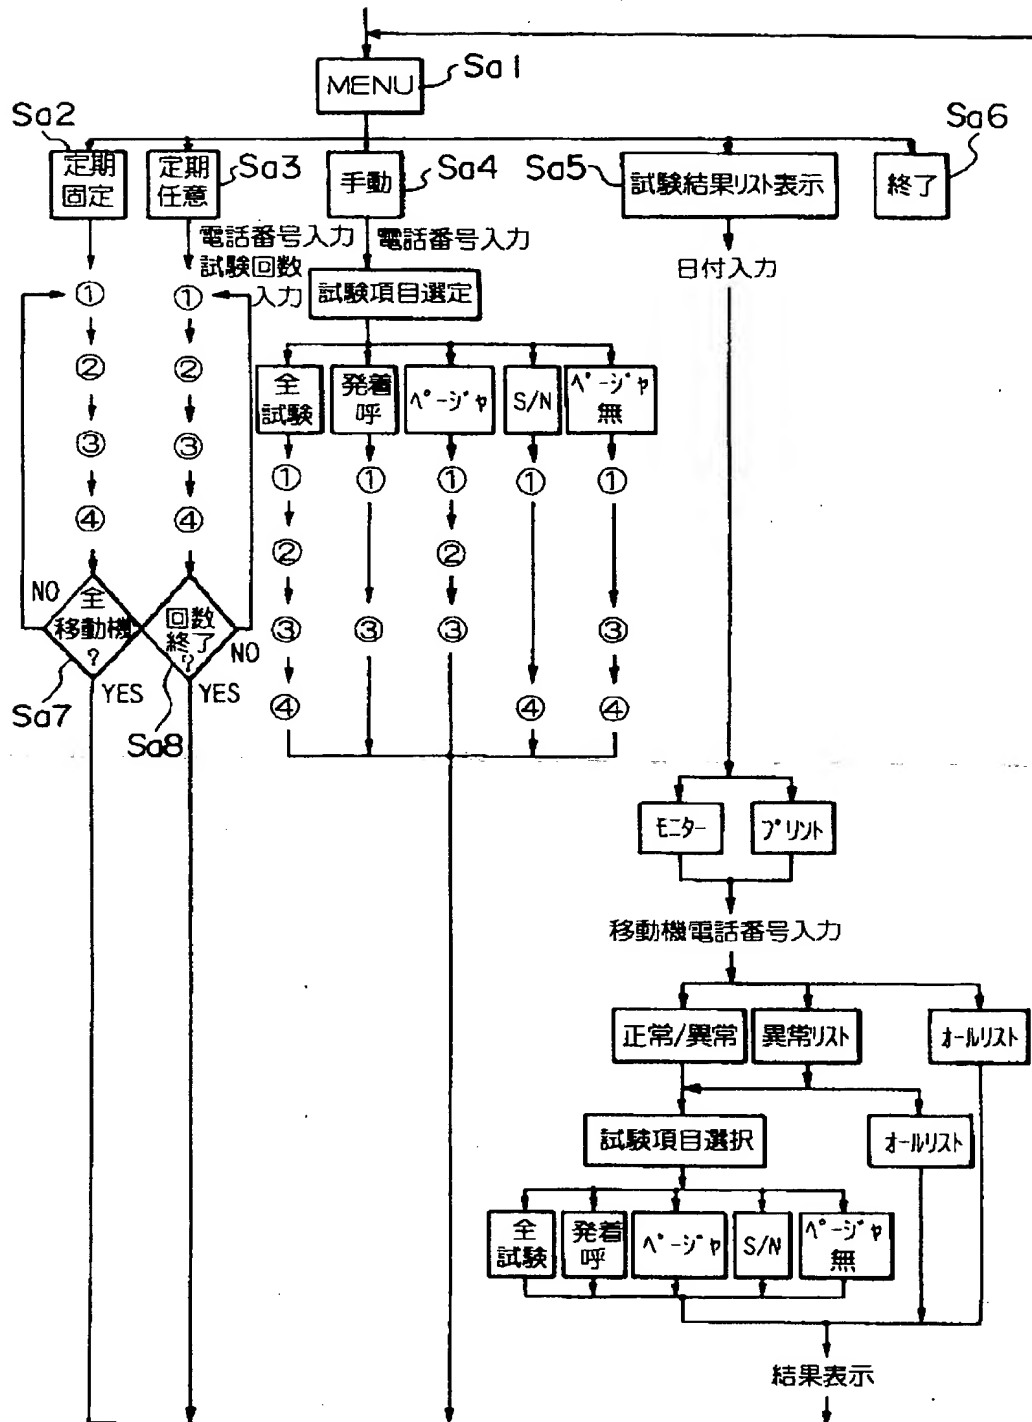 MENU
Sa1
Sa2
定期
固定
定期
任意
Sa3
手動
Sa4
Sa5
試験結果リスト表示
Sa6
終了
電話番号入力
試験回数
入力
電話番号入力
試験項目選定
日付入力
全
試験
発着
呼
ページャ
S/N
ページャ
無
①
②
③
④
①
②
③
④
①
②
③
④
①
③
①
②
③
①
④
①
③
④
NO
全
移動機
?
YES
Sa7
回数
終了
?
NO
YES
Sa8
モニター
プリント
移動機電話番号入力
正常/異常
異常リスト
オールリスト
試験項目選択
オールリスト
全
試験
発着
呼
ページャ
S/N
ページャ
無
結果表示